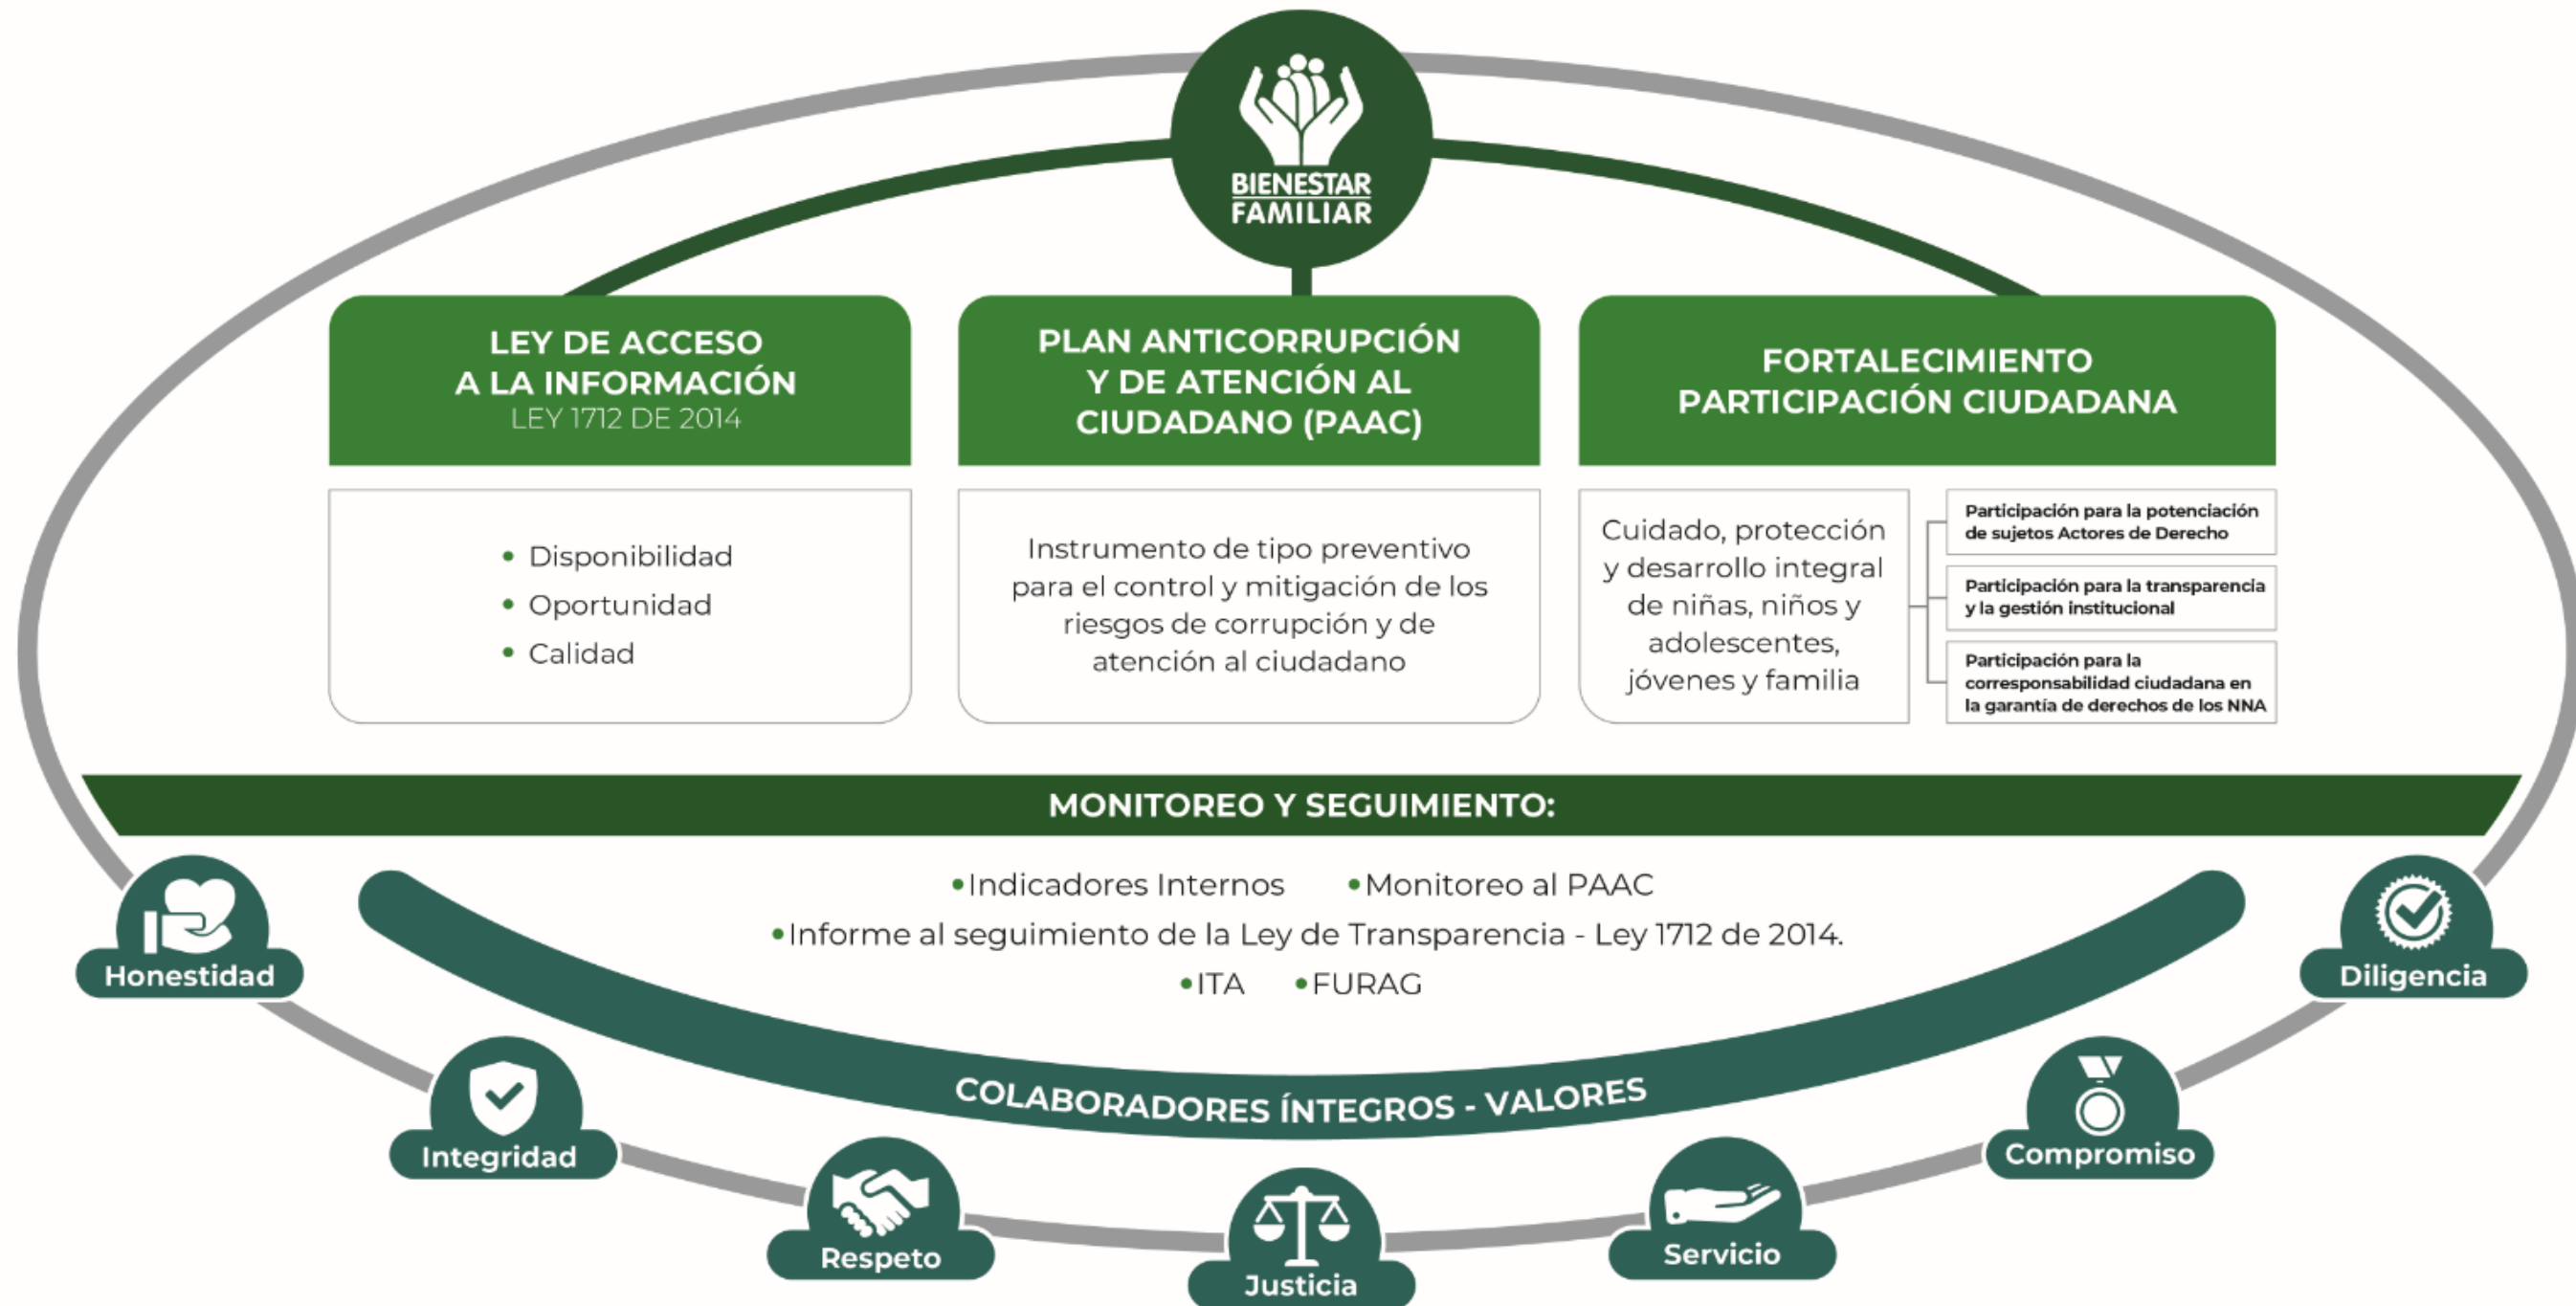 BIENESTAR
FAMILIAR
LEY DE ACCESO
A LA INFORMACIÓN
LEY 1712 DE 2014
• Disponibilidad
• Oportunidad
• Calidad
PLAN ANTICORRUPCIÓN
Y DE ATENCIÓN AL
CIUDADANO (PAAC)
Instrumento de tipo preventivo
para el control y mitigación de los
riesgos de corrupción y de
atención al ciudadano
FORTALECIMIENTO
PARTICIPACIÓN CIUDADANA
Cuidado, protección
y desarrollo integral
de niñas, niños y
adolescentes,
jóvenes y familia
Participación para la potenciación
de sujetos Actores de Derecho
Participación para la transparencia
y la gestión institucional
Participación para la
corresponsabilidad ciudadana en
la garantía de derechos de los NNA
MONITOREO Y SEGUIMIENTO:
•Indicadores Internos •Monitoreo al PAAC
•Informe al seguimiento de la Ley de Transparencia - Ley 1712 de 2014.
•ITA •FURAG
COLABORADORES ÍNTEGROS - VALORES
Honestidad
Integridad
Respeto
Justicia
Servicio
Compromiso
Diligencia